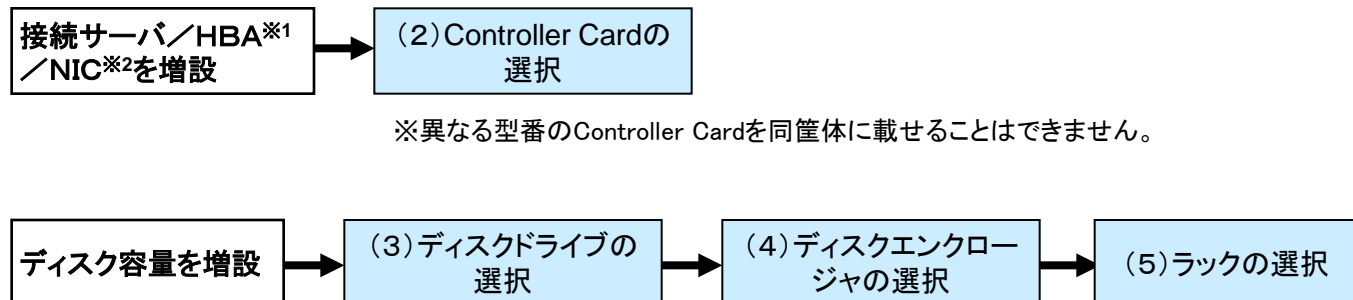 接続サーバ／HBA※1
／NIC※2を増設
（２）Controller Cardの
選択
※異なる型番のController Cardを同筐体に載せることはできません。
ディスク容量を増設
（３）ディスクドライブの
選択
（４）ディスクエンクロー
ジャの選択
（５）ラックの選択